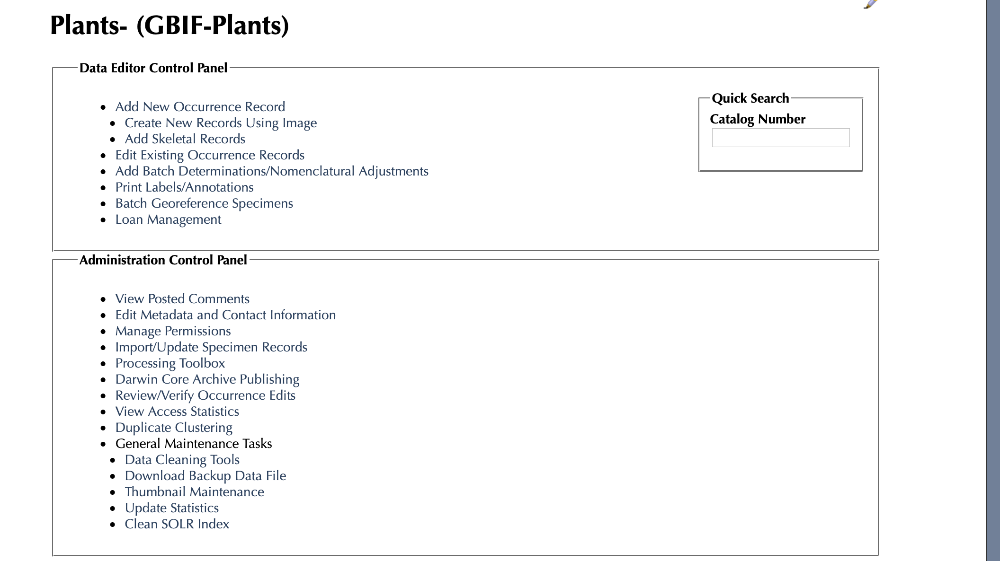 Plants- (GBIF-Plants)
Data Editor Control Panel
Add New Occurrence Record
Create New Records Using Image
Add Skeletal Records
Edit Existing Occurrence Records
Add Batch Determinations/Nomenclatural Adjustments
Print Labels/Annotations
Batch Georeference Specimens
Loan Management
Quick Search
Catalog Number
Administration Control Panel
View Posted Comments
Edit Metadata and Contact Information
Manage Permissions
Import/Update Specimen Records
Processing Toolbox
Darwin Core Archive Publishing
Review/Verify Occurrence Edits
View Access Statistics
Duplicate Clustering
General Maintenance Tasks
Data Cleaning Tools
Download Backup Data File
Thumbnail Maintenance
Update Statistics
Clean SOLR Index